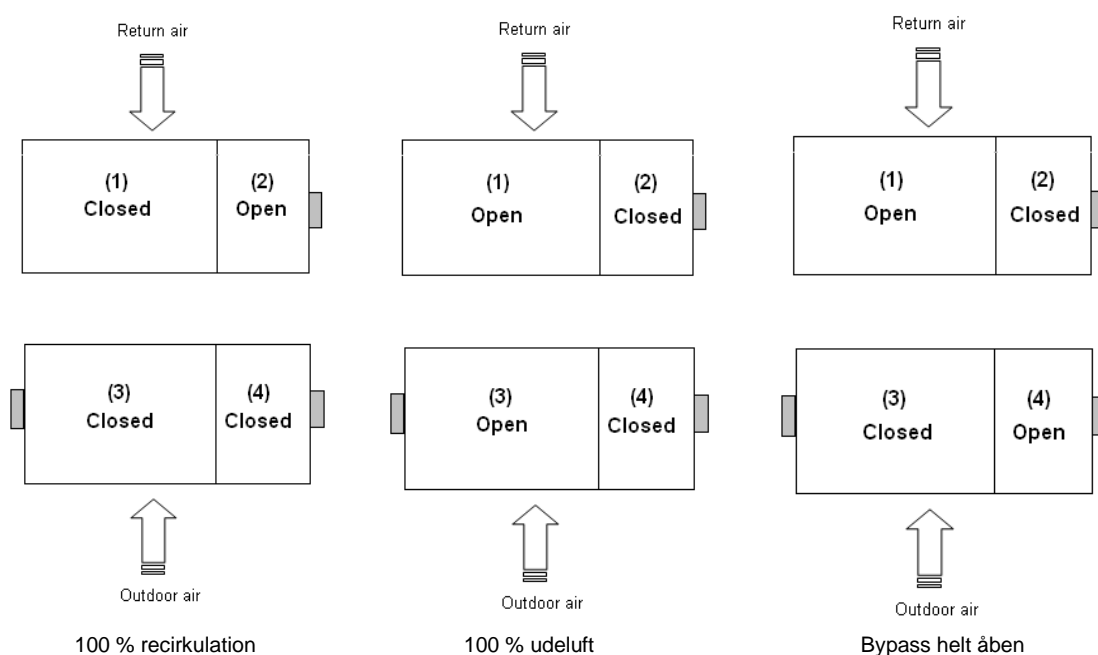 Return air
(1)
Closed
(2)
Open
(3)
Closed
(4)
Closed
Outdoor air
100 % recirkulation
Return air
(1)
Open
(2)
Closed
(3)
Open
(4)
Closed
Outdoor air
100 % udeluft
Return air
(1)
Open
(2)
Closed
(3)
Closed
(4)
Open
Outdoor air
Bypass helt åben